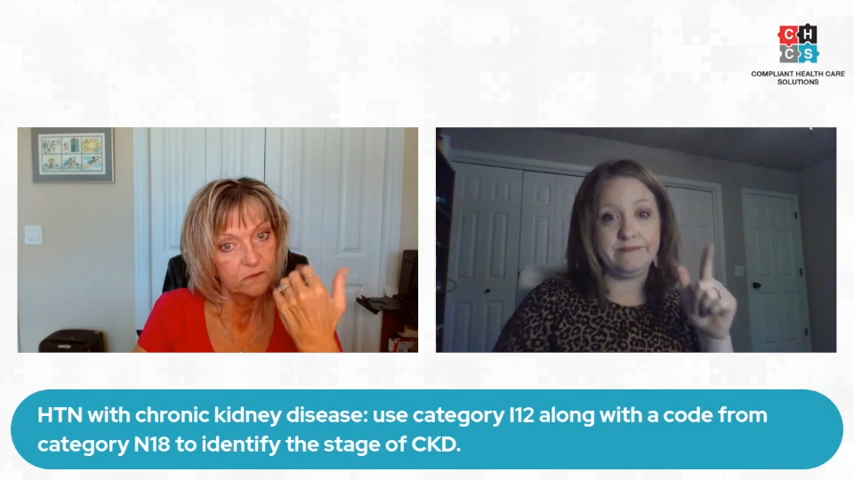 C H
C S
COMPLIANT HEALTH CARE
SOLUTIONS
HTN with chronic kidney disease: use category I12 along with a code from
category N18 to identify the stage of CKD.